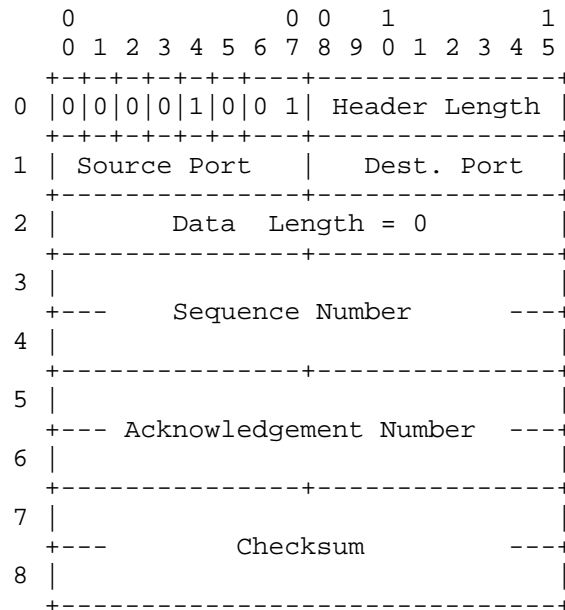 0             0 0   1         1
 0 1 2 3 4 5 6 7 8 9 0 1 2 3 4 5
+-+-+-+-+-+-+---+---------------+
0 |0|0|0|0|1|0|0 1| Header Length |
+-+-+-+-+-+-+---+---------------+
1 | Source Port | Dest. Port |
+---------------+---------------+
2 | Data Length = 0 |
+---------------+---------------+
3 | |
+--- Sequence Number ---+
4 | |
+---------------+---------------+
5 | |
+--- Acknowledgement Number ---+
6 | |
+---------------+---------------+
7 | |
+--- Checksum ---+
8 | |
+-------------------------------+